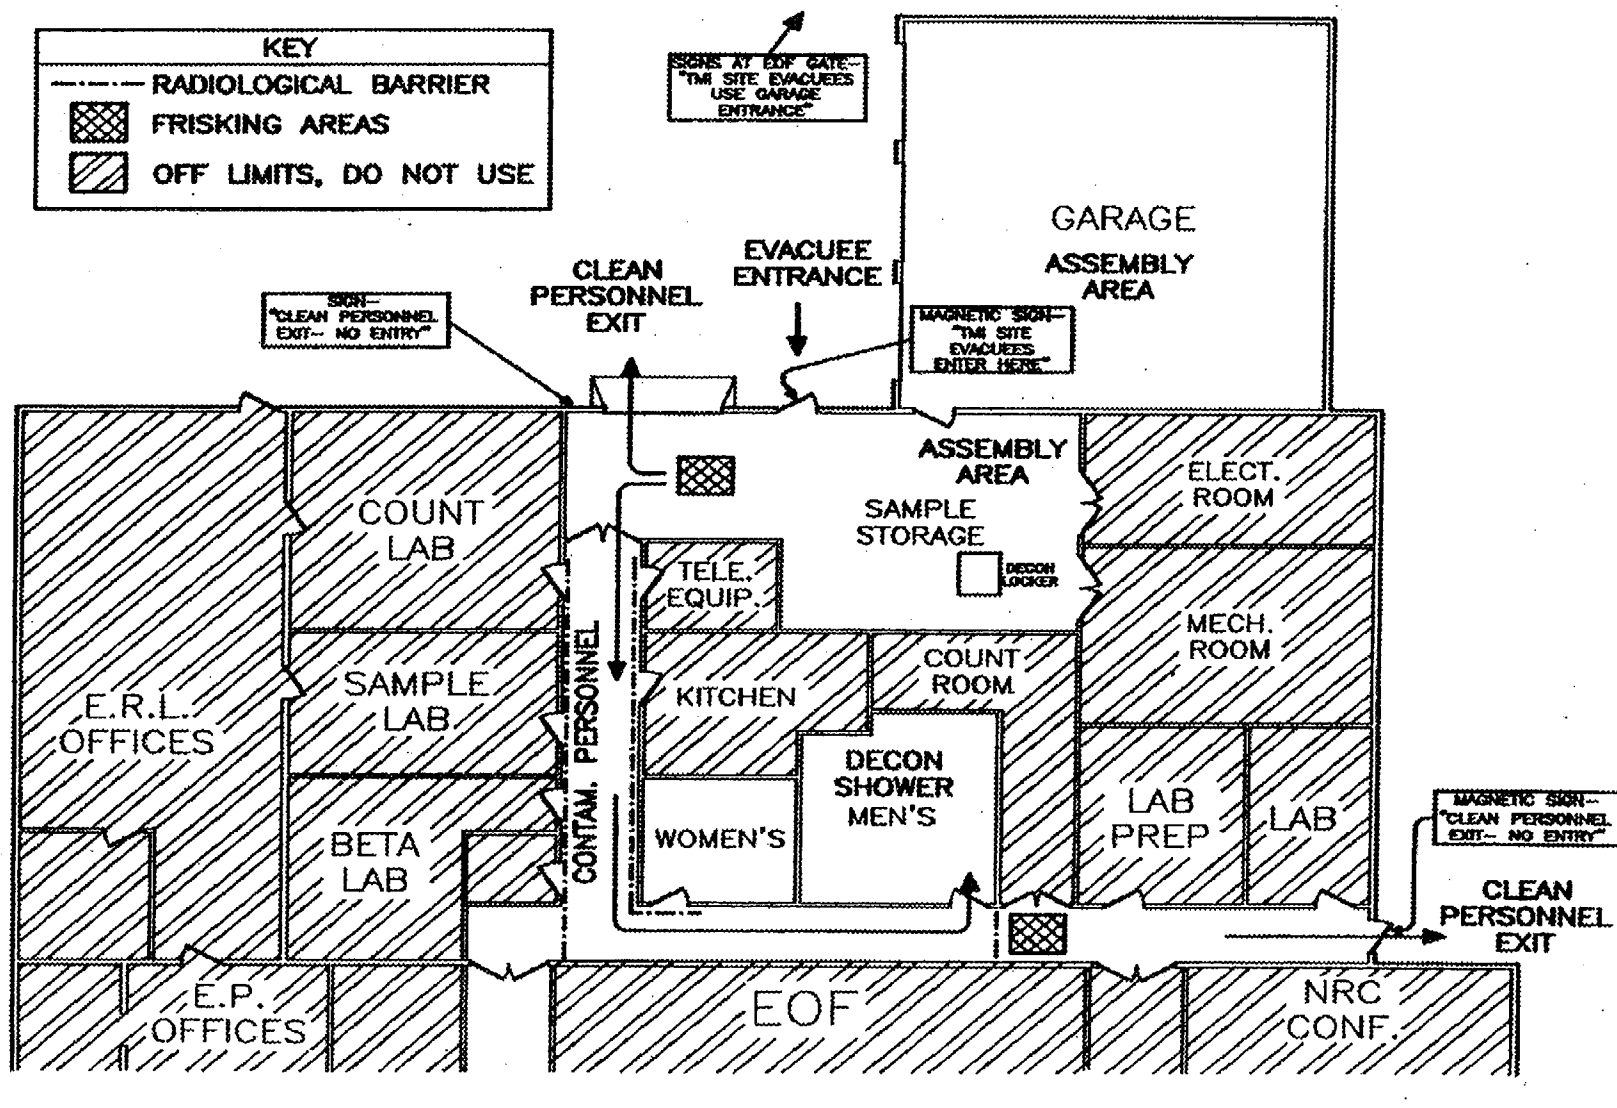 KEY
RADIOLOGICAL BARRIER
FRISKING AREAS
OFF LIMITS, DO NOT USE
SIGNS AT EOF GATE-
"TMI SITE EVACUEES
USE GARAGE
ENTRANCE"
GARAGE
ASSEMBLY
AREA
EVACUEE
ENTRANCE
CLEAN
PERSONNEL
EXIT
SIGN-
"CLEAN PERSONNEL
EXIT- NO ENTRY"
MAGNETIC SIGN-
"TMI SITE
EVACUEES
ENTER HERE"
ASSEMBLY
AREA
SAMPLE
STORAGE
DECON
LOCKER
ELECT.
ROOM
MECH.
ROOM
COUNT
LAB
TELE.
EQUIP.
SAMPLE
LAB
CONTAM. PERSONNEL
KITCHEN
COUNT
ROOM
E.R.L.
OFFICES
DECON
SHOWER
MEN'S
WOMEN'S
BETA
LAB
LAB
PREP
LAB
MAGNETIC SIGN-
"CLEAN PERSONNEL
EXIT- NO ENTRY"
CLEAN
PERSONNEL
EXIT
E.P.
OFFICES
EOF
NRC
CONF.